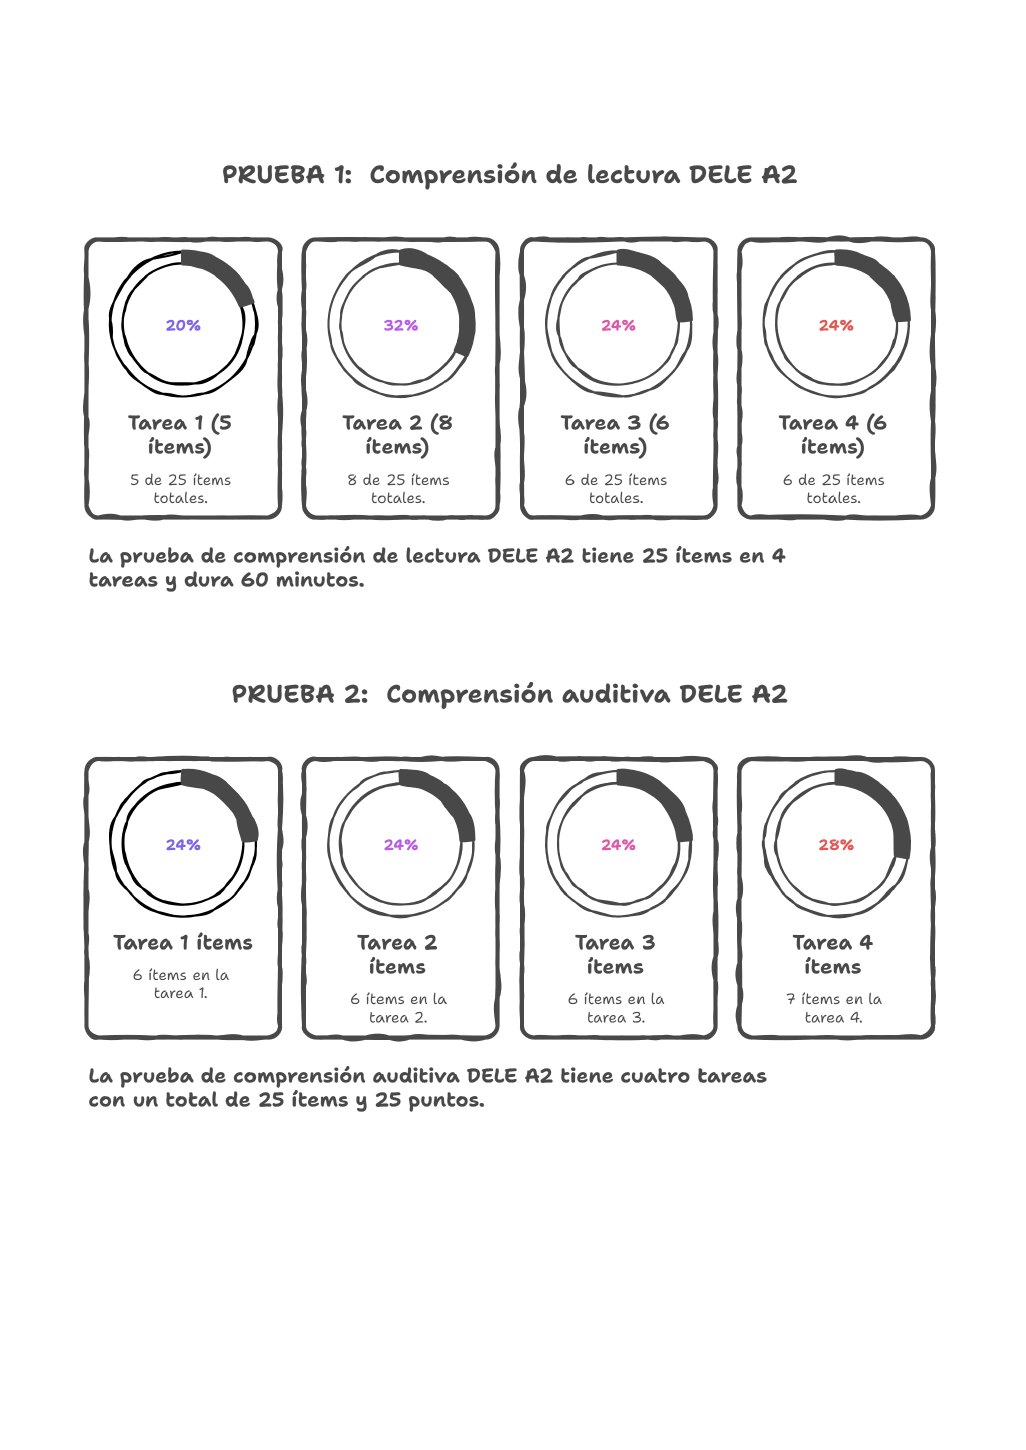 PRUEBA 1: Comprensión de lectura DELE A2
20%
Tarea 1 (5
ítems)
5 de 25 ítems
totales.
32%
Tarea 2 (8
ítems)
8 de 25 ítems
totales.
24%
Tarea 3 (6
ítems)
6 de 25 ítems
totales.
24%
Tarea 4 (6
ítems)
6 de 25 ítems
totales.
La prueba de comprensión de lectura DELE A2 tiene 25 ítems en 4
tareas y dura 60 minutos.
PRUEBA 2: Comprensión auditiva DELE A2
24%
Tarea 1 ítems
6 ítems en la
tarea 1.
24%
Tarea 2
ítems
6 ítems en la
tarea 2.
24%
Tarea 3
ítems
6 ítems en la
tarea 3.
28%
Tarea 4
ítems
7 ítems en la
tarea 4.
La prueba de comprensión auditiva DELE A2 tiene cuatro tareas
con un total de 25 ítems y 25 puntos.